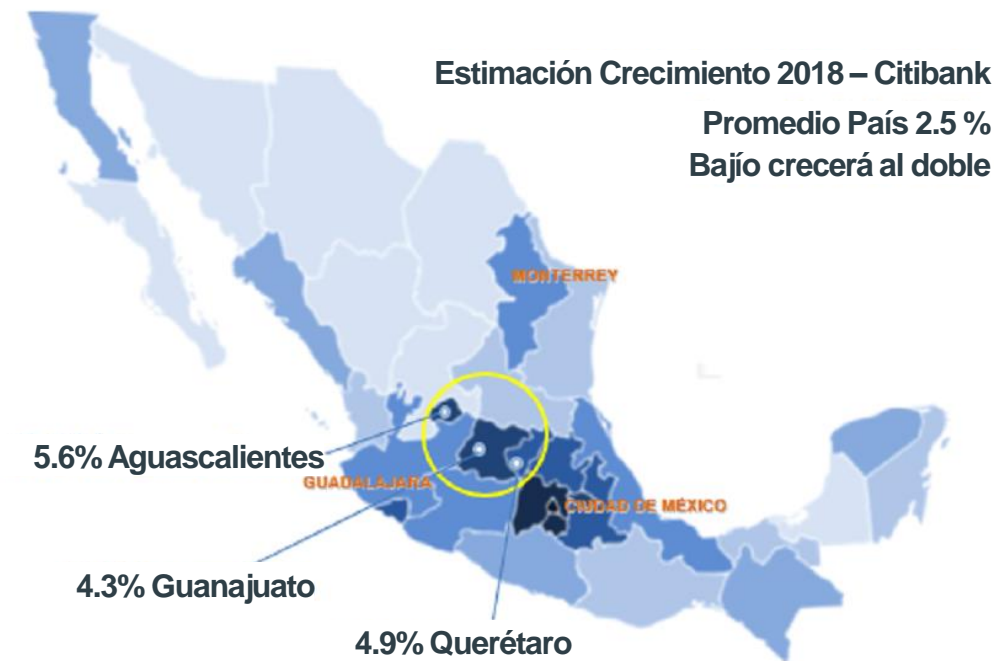 Estimación Crecimiento 2018 – Citibank
Promedio País 2.5 %
Bajío crecerá al doble
MONTERREY
5.6% Aguascalientes
GUADALAJARA
CIUDAD DE MÉXICO
4.3% Guanajuato
4.9% Querétaro